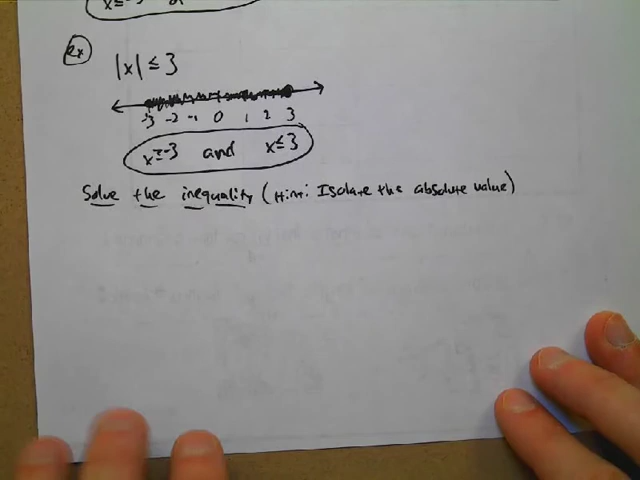 Ex
|x| ≤ 3
-3 -2 -1 0 1 2 3
x ≥ -3 and x ≤ 3
Solve the inequality (Hint: Isolate the absolute value)